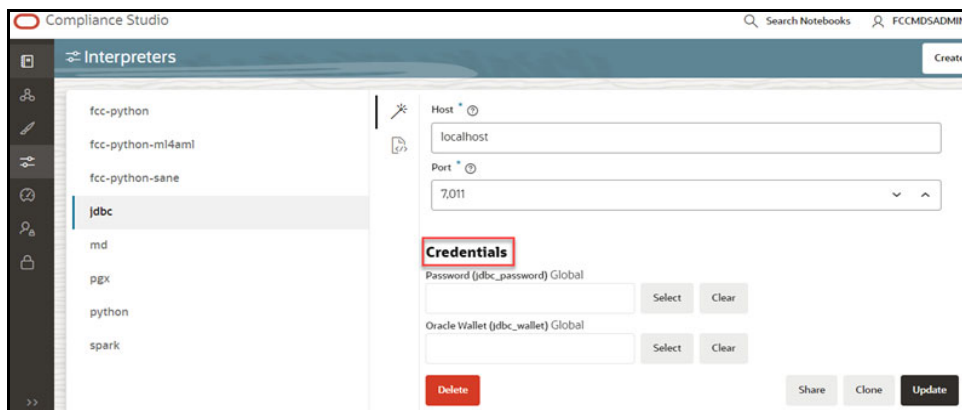 Compliance Studio
Search Notebooks
FCCMDSADMIN
Interpreters
Create
fcc-python
fcc-python-ml4aml
fcc-python-sane
jdbc
md
pgx
python
spark
Host *
localhost
Port *
7,011
Credentials
Password (jdbc_password) Global
Select Clear
Oracle Wallet (jdbc_wallet) Global
Select Clear
Delete Share Clone Update